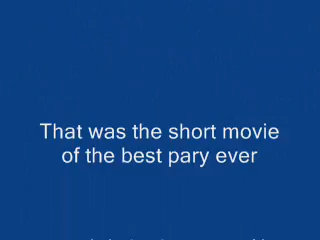 That was the short movie
of the best pary ever